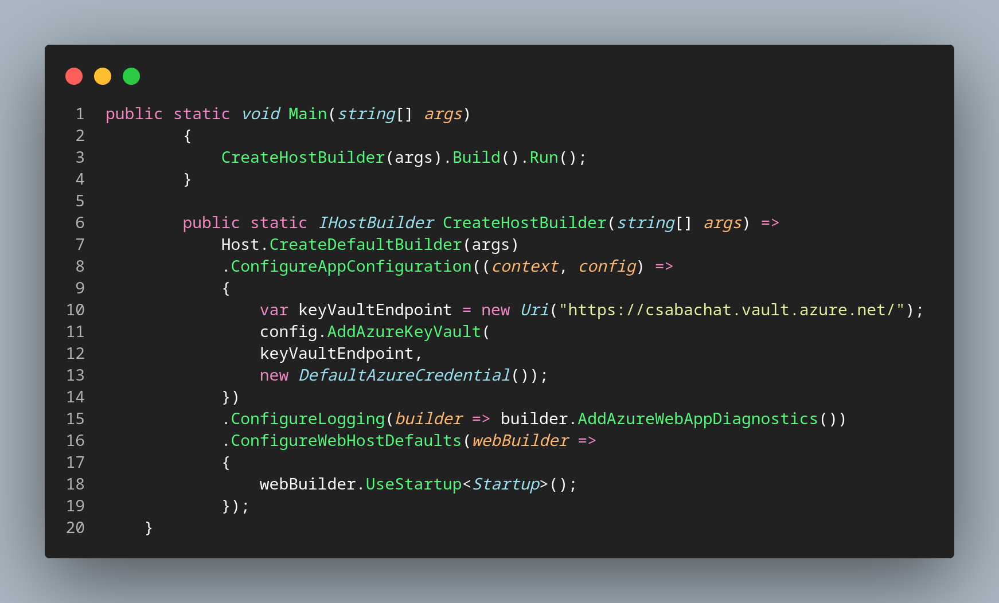 1 public static void Main(string[] args)
2         {
3             CreateHostBuilder(args).Build().Run();
4         }
5
6         public static IHostBuilder CreateHostBuilder(string[] args) =>
7             Host.CreateDefaultBuilder(args)
8             .ConfigureAppConfiguration((context, config) =>
9             {
10                 var keyVaultEndpoint = new Uri("https://csabachat.vault.azure.net/");
11                 config.AddAzureKeyVault(
12                 keyVaultEndpoint,
13                 new DefaultAzureCredential());
14             })
15             .ConfigureLogging(builder => builder.AddAzureWebAppDiagnostics())
16             .ConfigureWebHostDefaults(webBuilder =>
17             {
18                 webBuilder.UseStartup<Startup>();
19             });
20     }